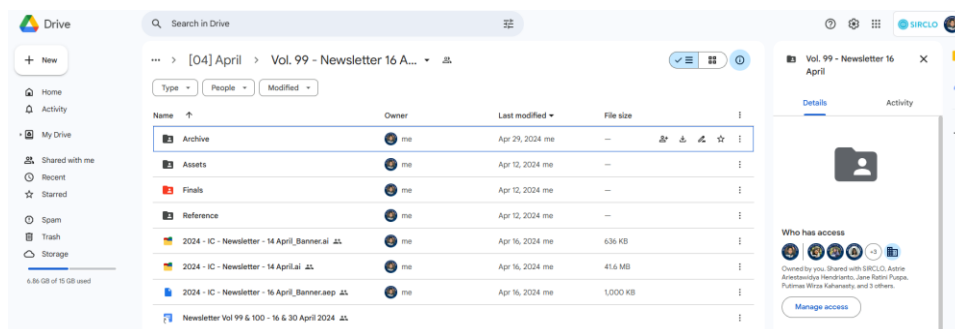 Drive
Search in Drive
SIRCLO
New
Home
Activity
My Drive
Shared with me
Recent
Starred
Spam
Trash
Storage
6.86 GB of 15 GB used
[04] April > Vol. 99 - Newsletter 16 A...
Type
People
Modified
Name Owner Last modified File size
Archive me Apr 29, 2024 me —
Assets me Apr 12, 2024 me —
Finals me Apr 12, 2024 me —
Reference me Apr 12, 2024 me —
2024 - IC - Newsletter - 14 April_Banner.ai me Apr 16, 2024 me 636 KB
2024 - IC - Newsletter - 14 April.ai me Apr 16, 2024 me 41.6 MB
2024 - IC - Newsletter - 16 April_Banner.aep me Apr 16, 2024 me 1,000 KB
Newsletter Vol 99 & 100 - 16 & 30 April 2024
Vol. 99 - Newsletter 16
April
Details Activity
Who has access
+3
Owned by you. Shared with SIRCLO, Astrie
Ariestawidya Hendrianto, Jane Ratini Puspa,
Putimas Wirza Kahanasty, and 3 others.
Manage access